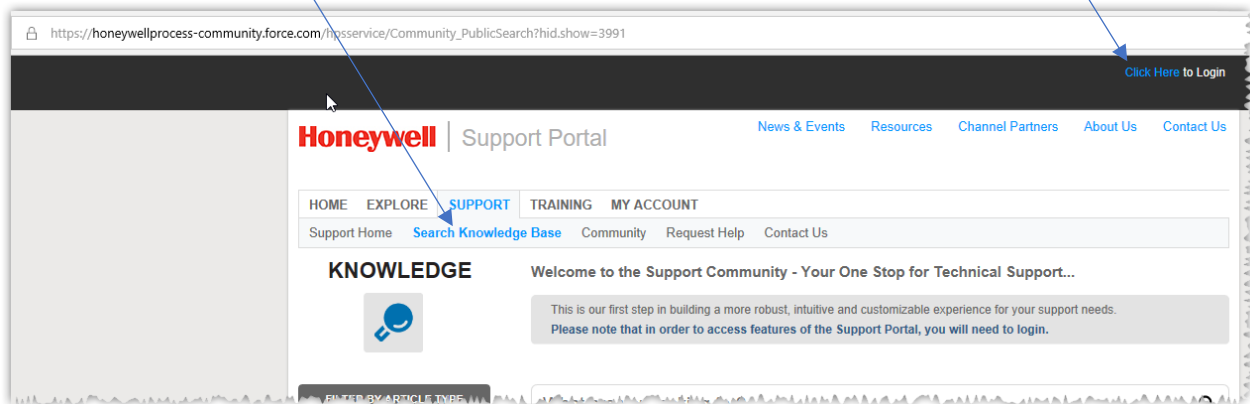 https://honeywellprocess-community.force.com/hpsservice/Community_PublicSearch?hid.show=3991
Click Here to Login
Honeywell | Support Portal
News & Events Resources Channel Partners About Us Contact Us
HOME EXPLORE SUPPORT TRAINING MY ACCOUNT
Support Home Search Knowledge Base Community Request Help Contact Us
KNOWLEDGE
Welcome to the Support Community - Your One Stop for Technical Support...
This is our first step in building a more robust, intuitive and customizable experience for your support needs.
Please note that in order to access features of the Support Portal, you will need to login.
FILTER BY ARTICLE TYPE